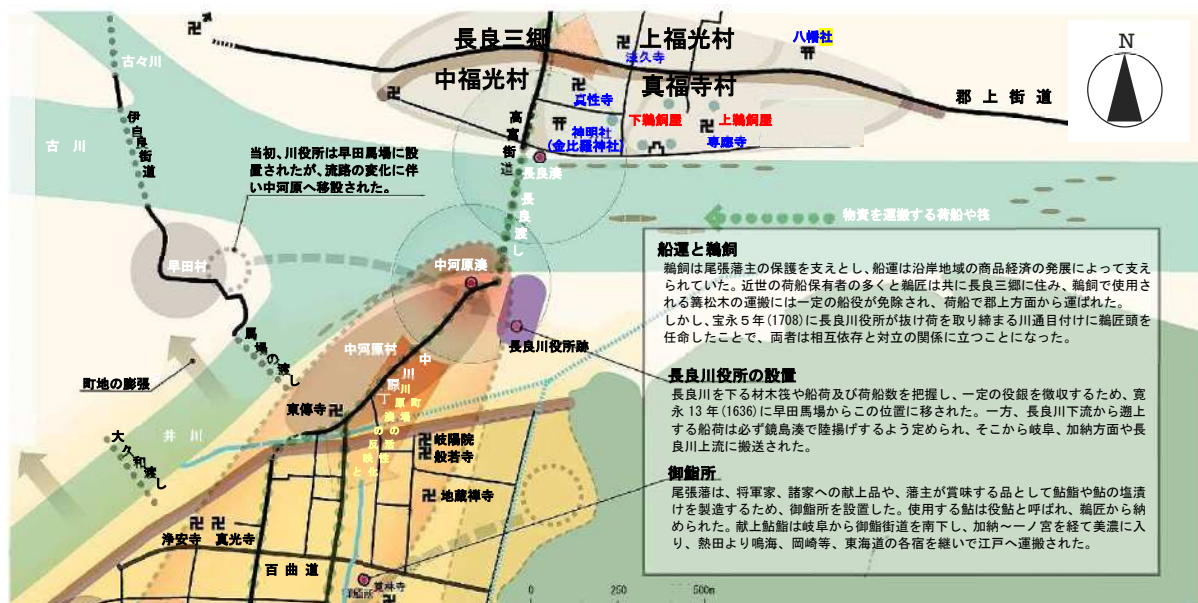 長良三郷
上福光村
八幡社
法久寺
中福光村
真福寺村
真性寺
郡上街道
下鵜飼屋
上鵜飼屋
神明社
(金比羅神社)
専應寺
古々川
伊自良街道
高富街道
古川
長良湊
長良渡し
当初、川役所は早田馬場に設
置されたが、流路の変化に伴
い中河原へ移設された。
物資を運搬する荷船や筏
早田村
中河原湊
馬場の渡し
中河原村
長良川役所跡
町地の膨張
中川原丁
川原町
湊町の活性化と
場の反映
東傳寺
井川
大久和渡し
岐陽院
般若寺
地蔵禅寺
浄安寺
真光寺
百曲道
御鮨所
覚林寺
N
0
250
500m
船運と鵜飼
鵜飼は尾張藩主の保護を支えとし、船運は沿岸地域の商品経済の発展によって支え
られていた。近世の荷船保有者の多くと鵜匠は共に長良三郷に住み、鵜飼で使用さ
れる篝松木の運搬には一定の船役が免除され、荷船で郡上方面から運ばれた。
しかし、宝永5年(1708)に長良川役所が抜け荷を取り締まる川通目付けに鵜匠頭を
任命したことで、両者は相互依存と対立の関係に立つことになった。
長良川役所の設置
長良川を下る材木筏や船荷及び荷船数を把握し、一定の役銀を徴収するため、寛
永13年(1636)に早田馬場からこの位置に移された。一方、長良川下流から遡上
する船荷は必ず鏡島湊で陸揚げするよう定められ、そこから岐阜、加納方面や長
良川上流に搬送された。
御鮨所
尾張藩は、将軍家、諸家への献上品や、藩主が賞味する品として鮎鮨や鮎の塩漬
けを製造するため、御鮨所を設置した。使用する鮎は役鮎と呼ばれ、鵜匠から納
められた。献上鮎鮨は岐阜から御鮨街道を南下し、加納～一ノ宮を経て美濃に入
り、熱田より鳴海、岡崎等、東海道の各宿を継いで江戸へ運搬された。